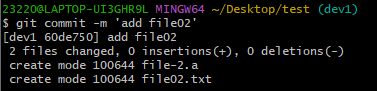 23220@LAPTOP-UI3GHR9L MINGW64 ~/Desktop/test (dev1)
$ git commit -m 'add file02'
[dev1 60de750] add file02
 2 files changed, 0 insertions(+), 0 deletions(-)
 create mode 100644 file-2.a
 create mode 100644 file02.txt